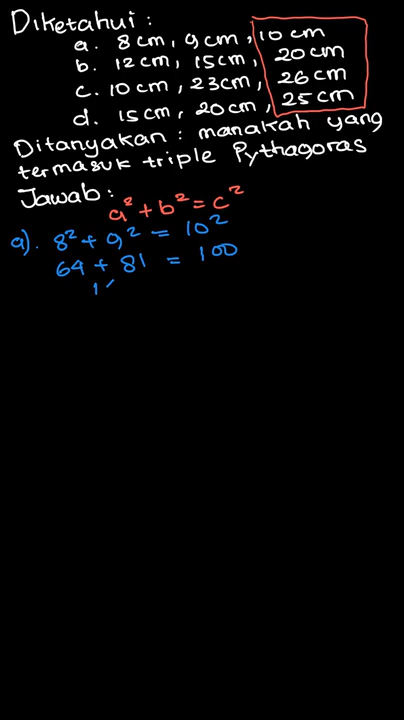 Diketahui :
a. 8 cm, 9 cm, 10 cm
b. 12 cm, 15 cm, 20 cm
c. 10 cm, 23 cm, 26 cm
d. 15 cm, 20 cm, 25 cm
Ditanyakan : manakah yang
termasuk triple Pythagoras
Jawab :
a² + b² = c²
a). 8² + 9² = 10²
64 + 81 = 100
1